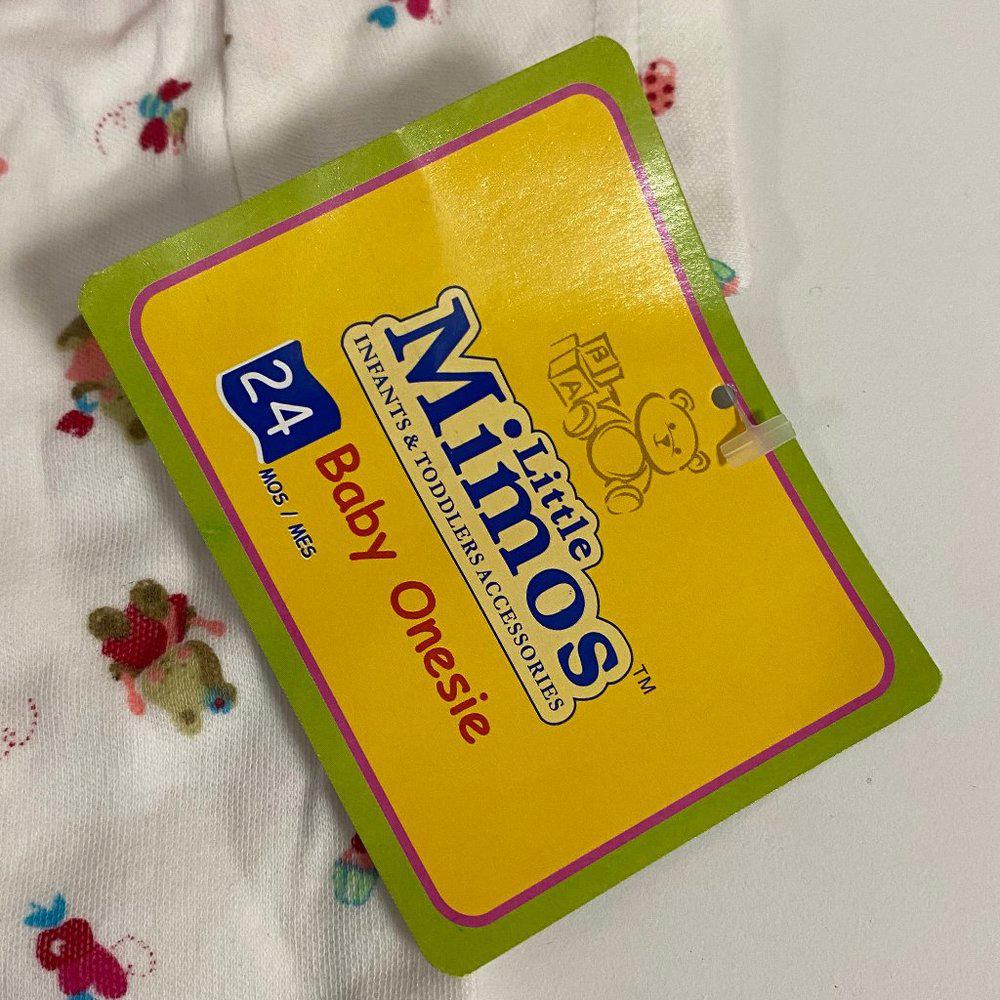 B
A
Little
Mimos
TM
INFANTS & TODDLERS ACCESSORIES
Baby Onesie
24
MOS / MES